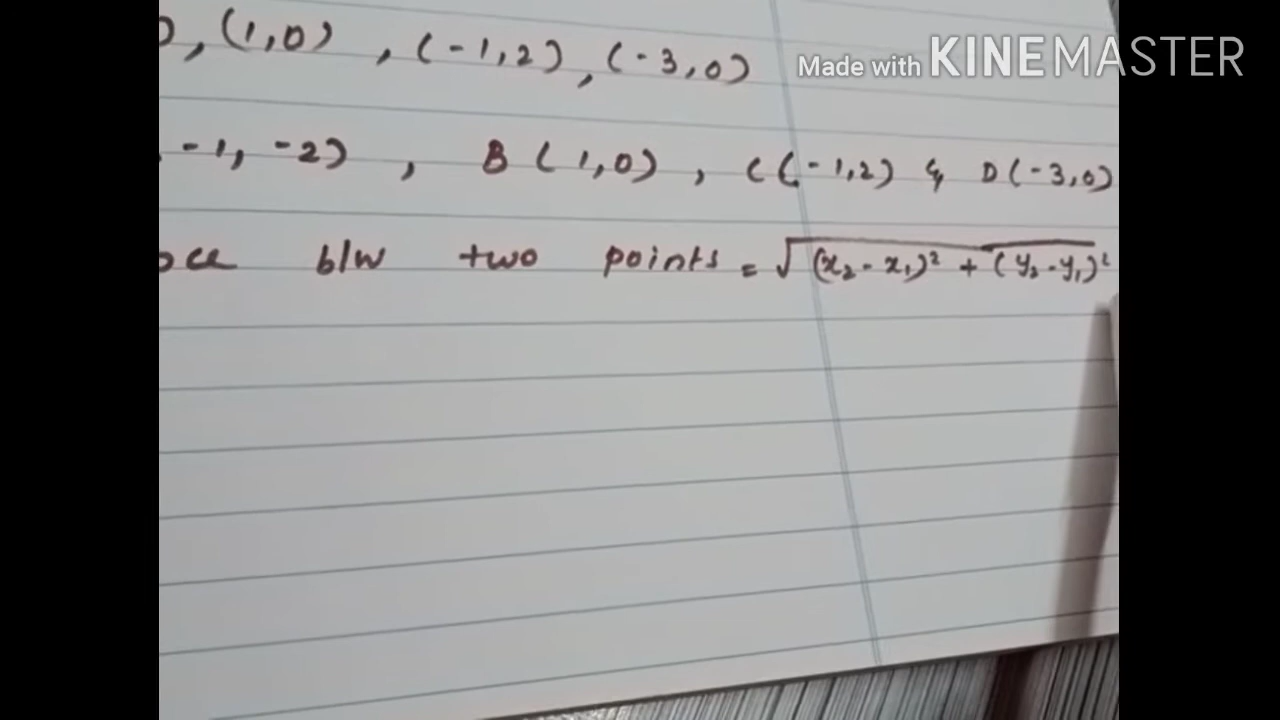 , (1,0) , (-1,2), (-3,0)
Made with KINEMASTER
-1, -2) , B (1,0) , C(-1,2) & D(-3,0)
b/w two points = √(x₂-x₁)² + (y₂-y₁)²